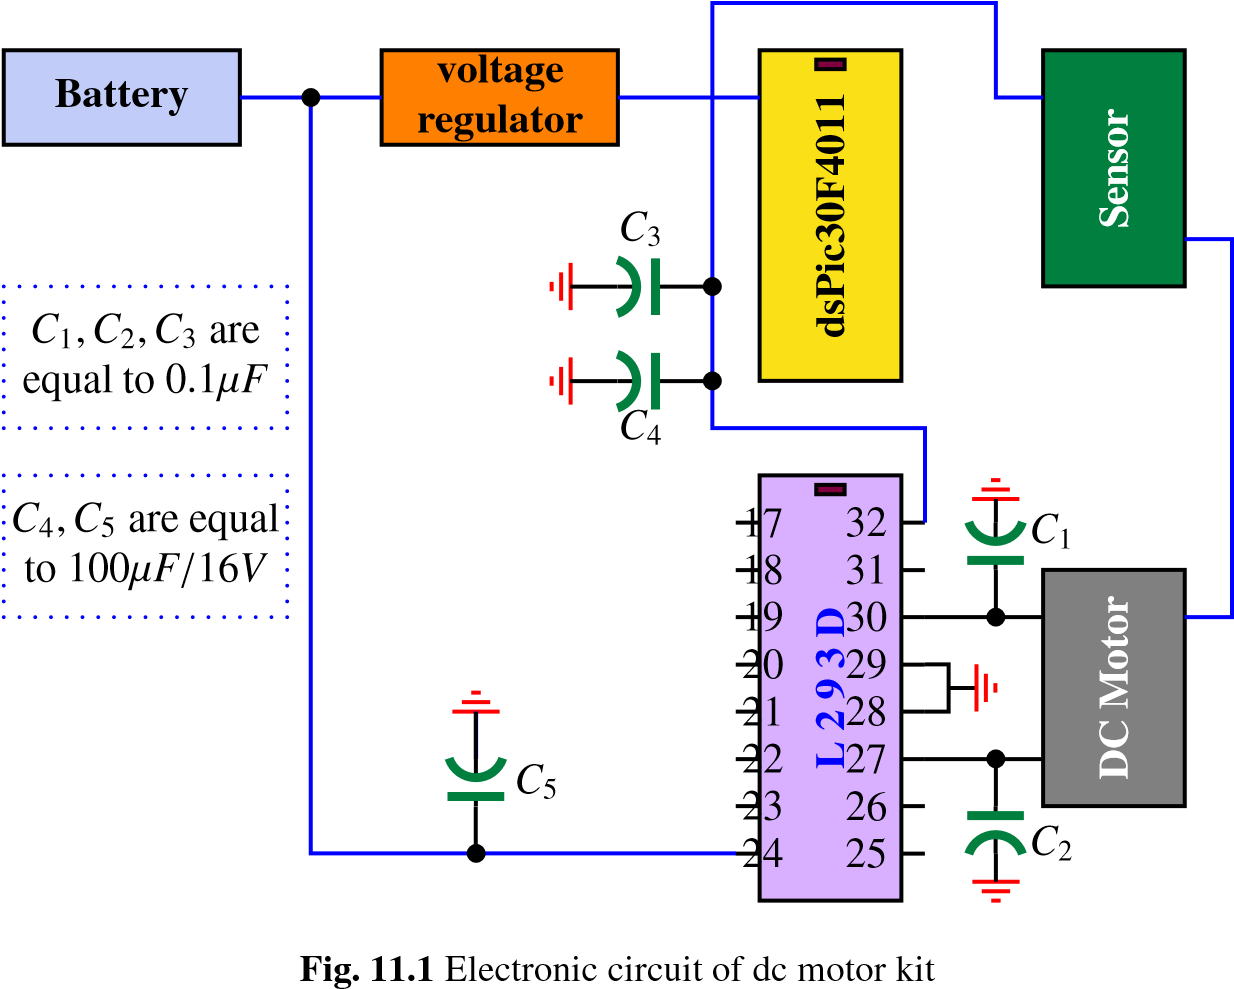 Battery
voltage
regulator
dsPic30F4011
Sensor
C3
C4
C1, C2, C3 are
equal to 0.1μF
C4, C5 are equal
to 100μF/16V
17 32
18 31
19 30
20 29
21 28
22 27
23 26
24 25
L293D
C1
DC Motor
C5
C2
Fig. 11.1 Electronic circuit of dc motor kit